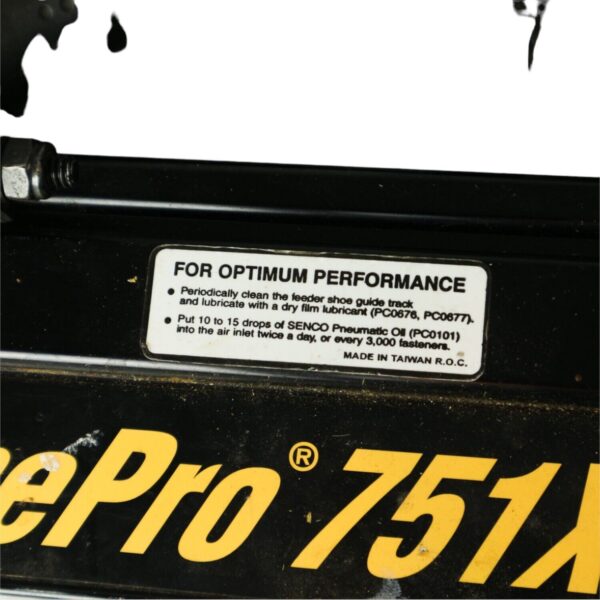 FOR OPTIMUM PERFORMANCE
• Periodically clean the feeder shoe guide track
and lubricate with a dry film lubricant (PC0676, PC0677).
• Put 10 to 15 drops of SENCO Pneumatic Oil (PC0101)
into the air inlet twice a day, or every 3,000 fasteners.
MADE IN TAIWAN R.O.C.
ePro® 751X